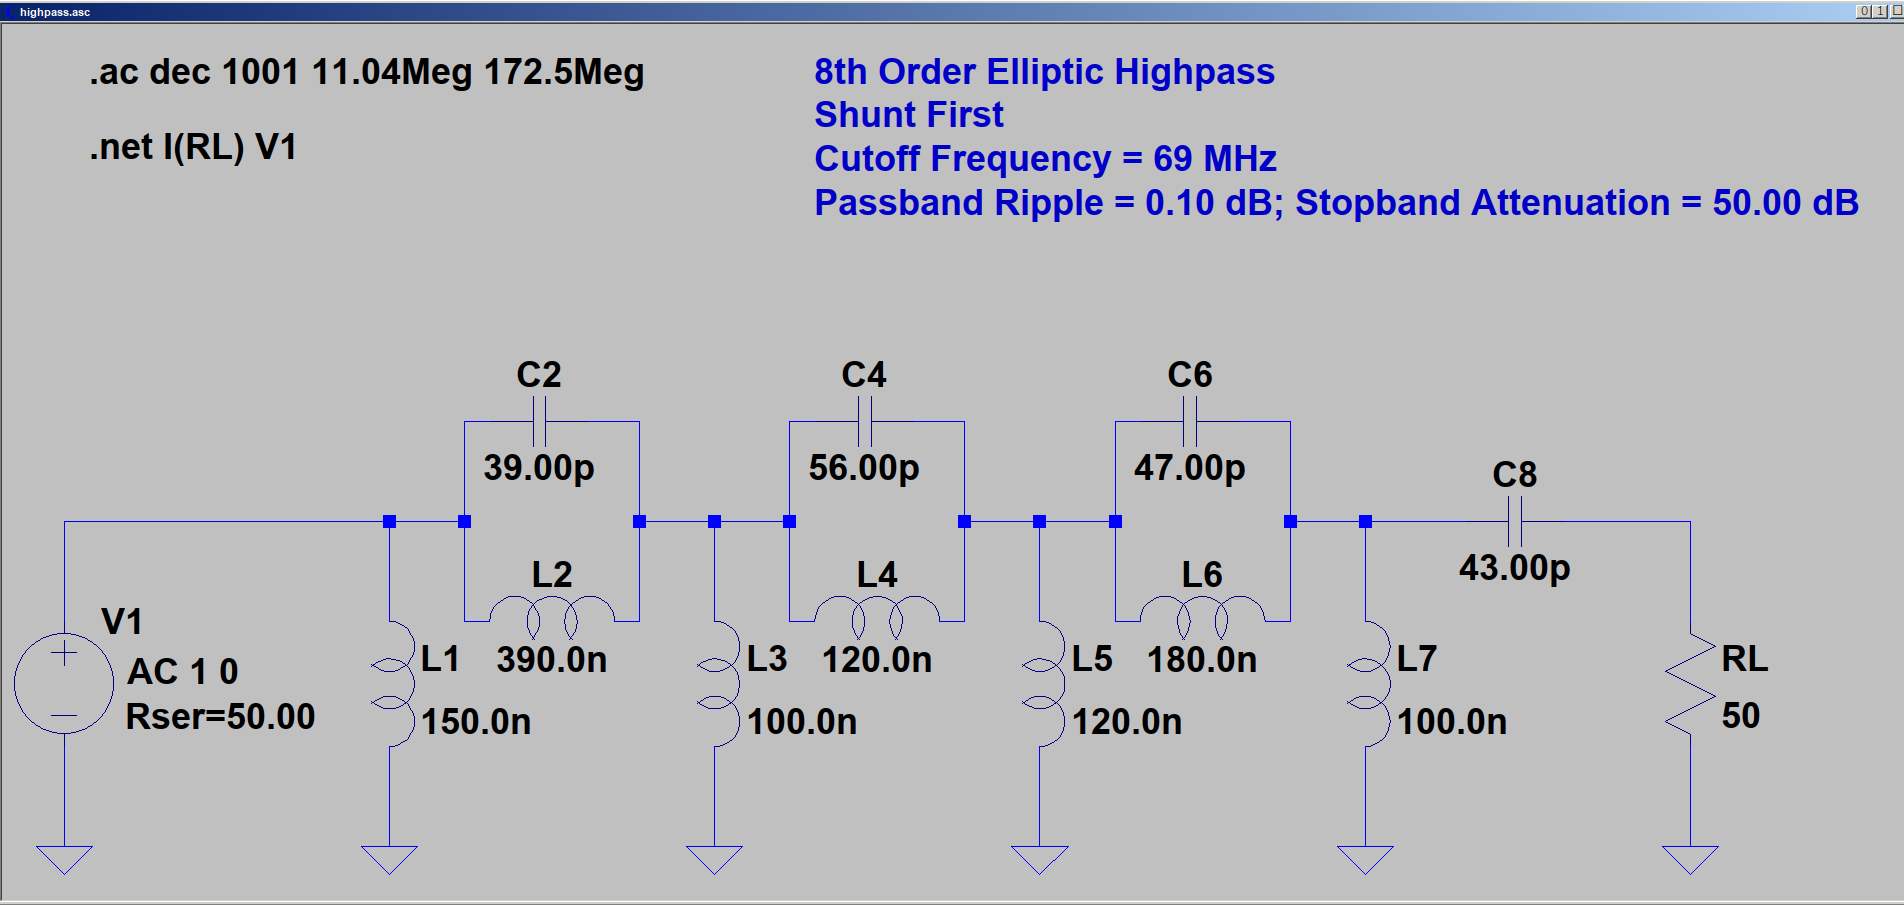 highpass.asc
.ac dec 1001 11.04Meg 172.5Meg
.net I(RL) V1
8th Order Elliptic Highpass
Shunt First
Cutoff Frequency = 69 MHz
Passband Ripple = 0.10 dB; Stopband Attenuation = 50.00 dB
C2
39.00p
C4
56.00p
C6
47.00p
C8
43.00p
L2
390.0n
L4
120.0n
L6
180.0n
V1
AC 1 0
Rser=50.00
L1
150.0n
L3
100.0n
L5
120.0n
L7
100.0n
RL
50